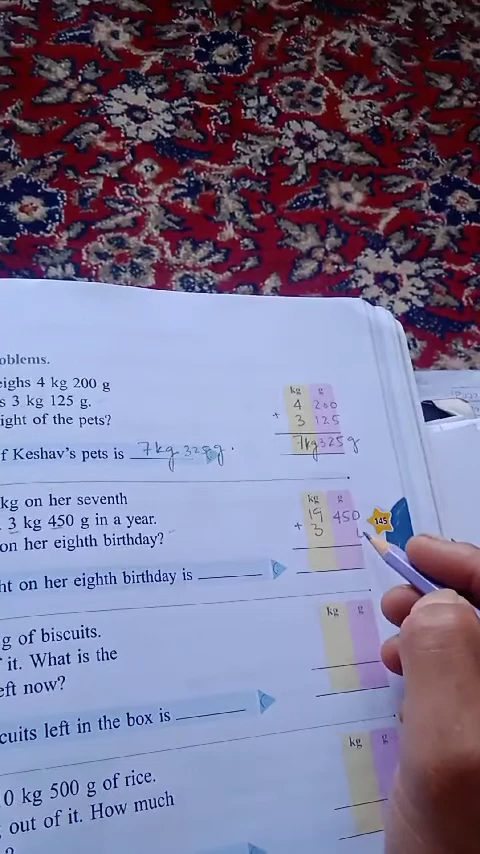 oblems.
eighs 4 kg 200 g
s 3 kg 125 g.
ight of the pets?
f Keshav's pets is 7kg 325g.
kg g
4 200
+ 3 125
7kg325g
kg on her seventh
3 kg 450 g in a year.
on her eighth birthday?
ht on her eighth birthday is
kg g
19 450
+ 3
145
g of biscuits.
it. What is the
eft now?
cuits left in the box is
kg g
0 kg 500 g of rice.
out of it. How much
kg g